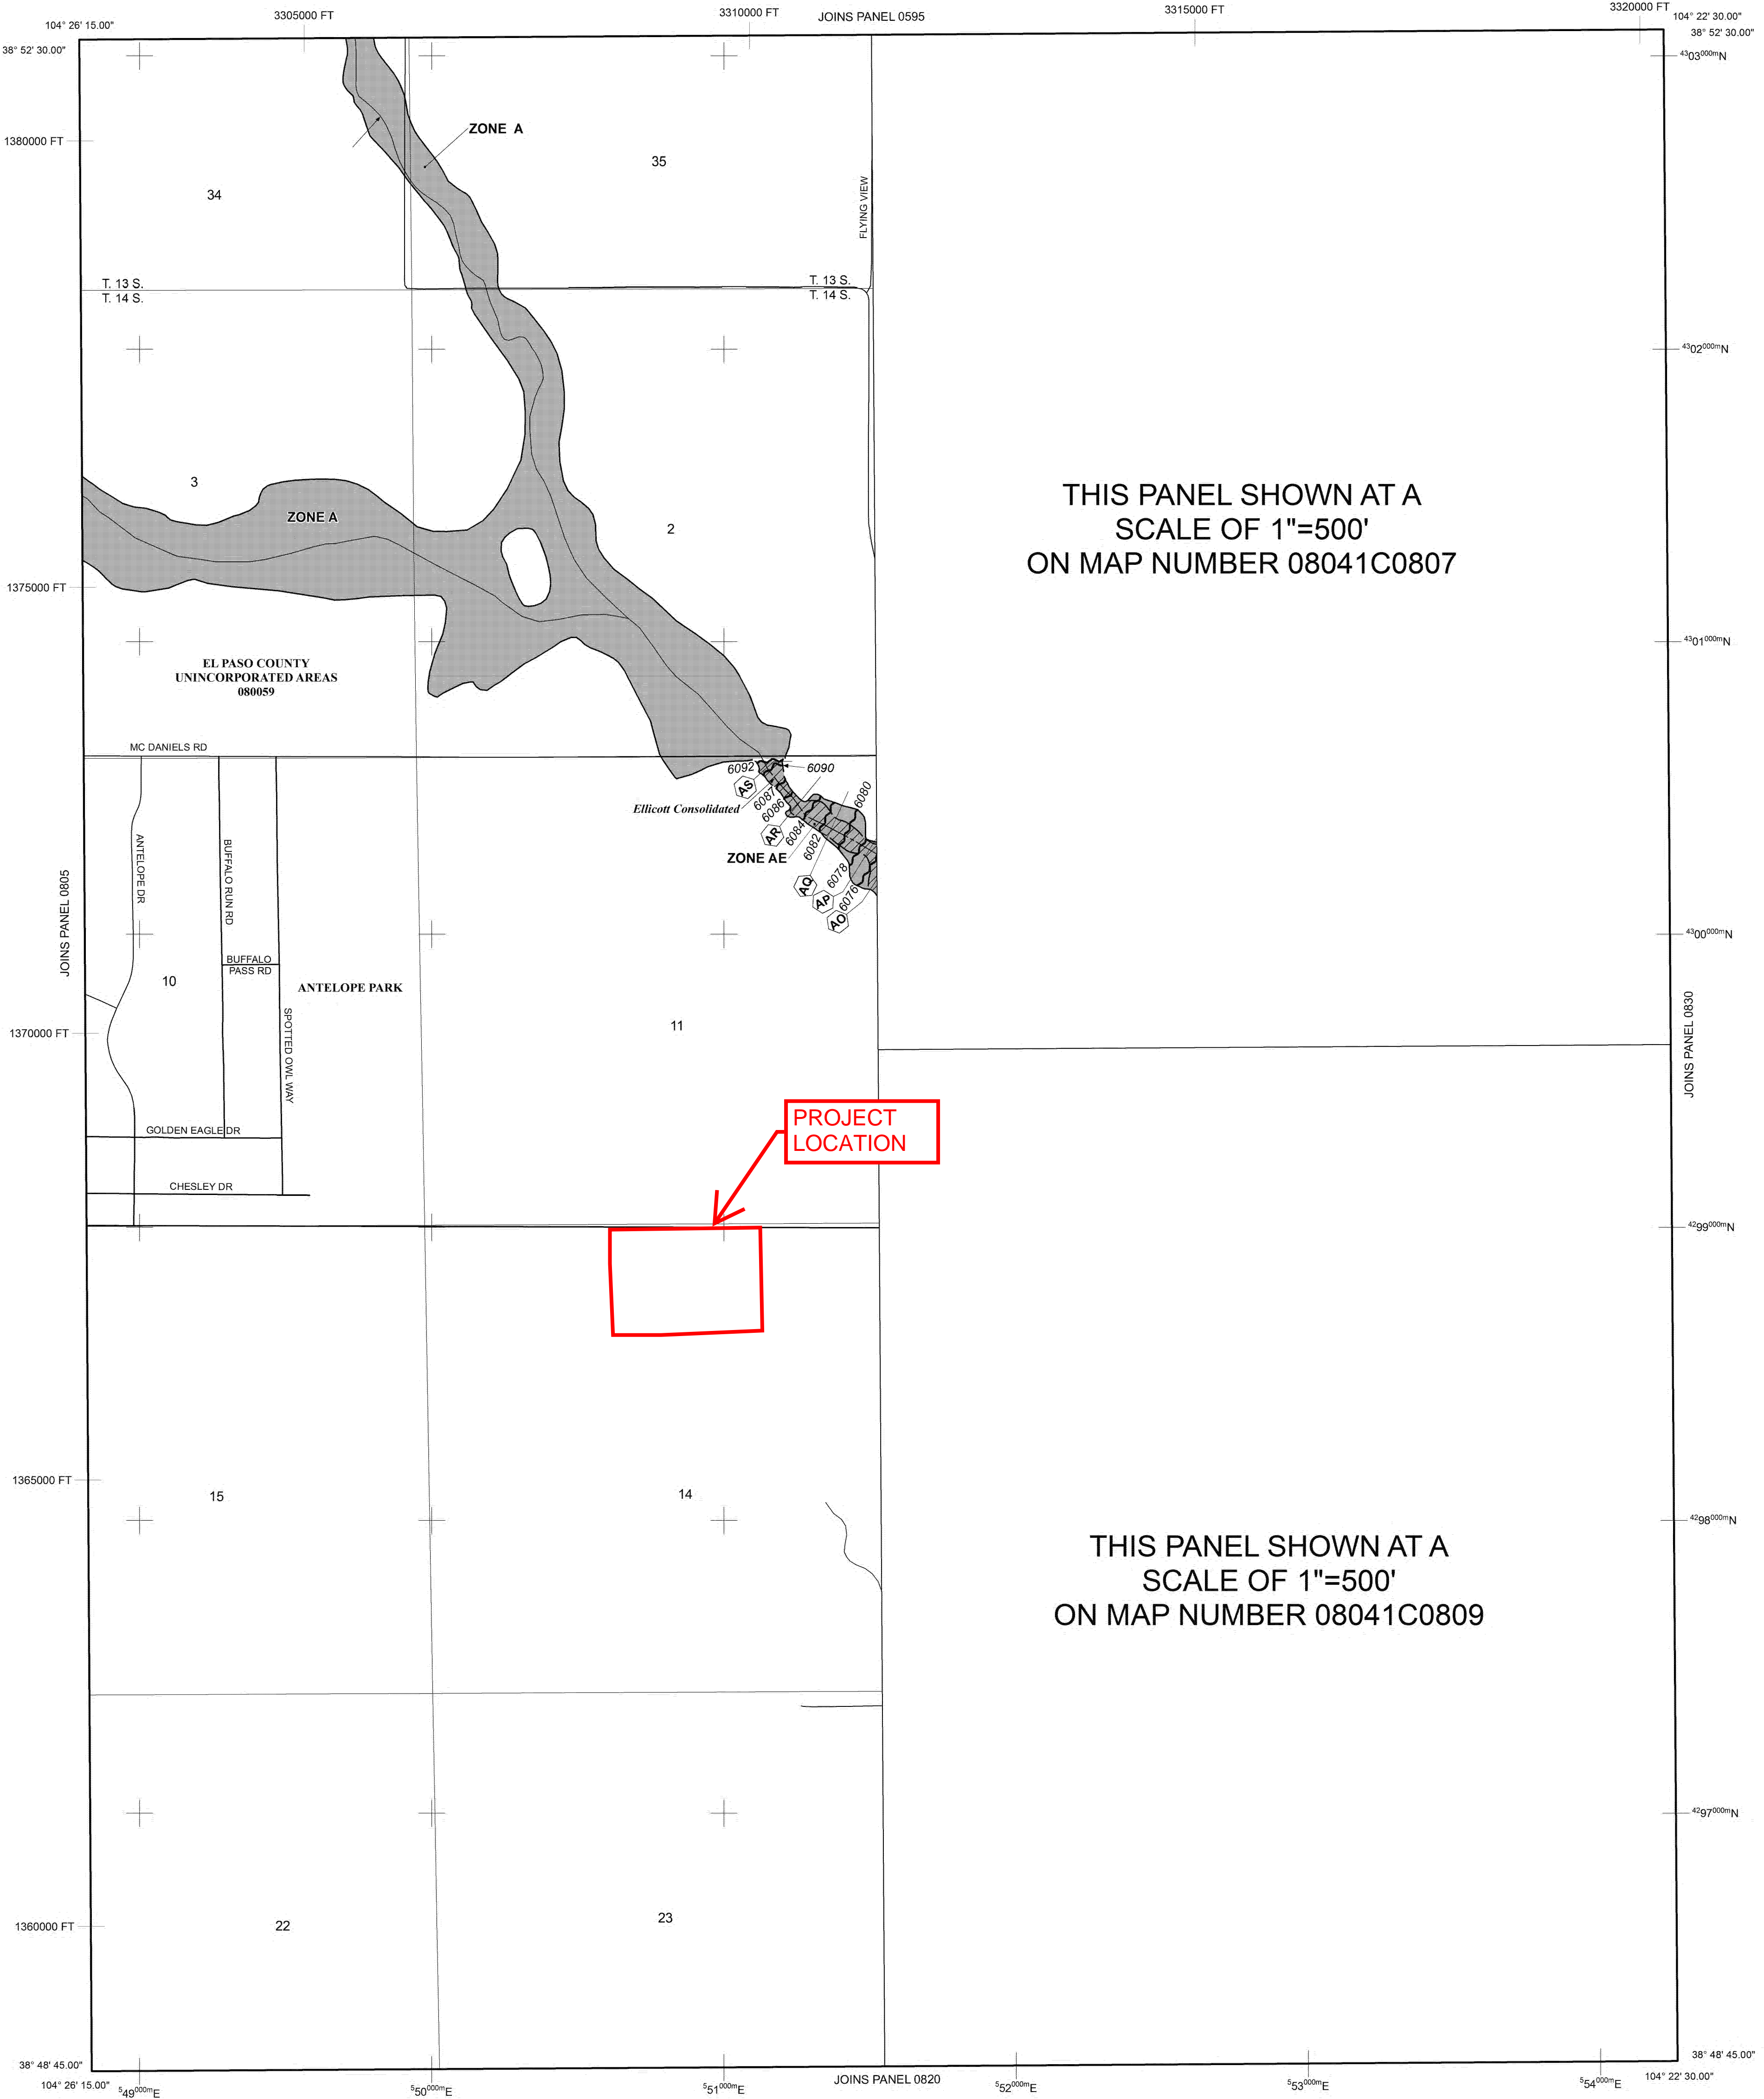 104° 26' 15.00"
3305000 FT
3310000 FT
JOINS PANEL 0595
3315000 FT
3320000 FT
104° 22' 30.00"
38° 52' 30.00"
38° 52' 30.00"
4303000mN
1380000 FT
ZONE A
35
34
FLYING VIEW
T. 13 S.
T. 14 S.
T. 13 S.
T. 14 S.
4302000mN
3
ZONE A
2
THIS PANEL SHOWN AT A
SCALE OF 1"=500'
ON MAP NUMBER 08041C0807
1375000 FT
4301000mN
EL PASO COUNTY
UNINCORPORATED AREAS
080059
MC DANIELS RD
6092
6090
AS
6087
6086
6080
Ellicott Consolidated
AR
6084
6082
ZONE AE
AQ
6078
AP
6076
AO
ANTELOPE DR
BUFFALO RUN RD
JOINS PANEL 0805
4300000mN
BUFFALO
PASS RD
10
ANTELOPE PARK
SPOTTED OWL WAY
11
1370000 FT
JOINS PANEL 0830
PROJECT
LOCATION
GOLDEN EAGLE DR
CHESLEY DR
4299000mN
1365000 FT
15
14
4298000mN
THIS PANEL SHOWN AT A
SCALE OF 1"=500'
ON MAP NUMBER 08041C0809
4297000mN
1360000 FT
22
23
38° 48' 45.00"
38° 48' 45.00"
104° 26' 15.00"
549000mE
550000mE
551000mE
JOINS PANEL 0820
552000mE
553000mE
554000mE
104° 22' 30.00"